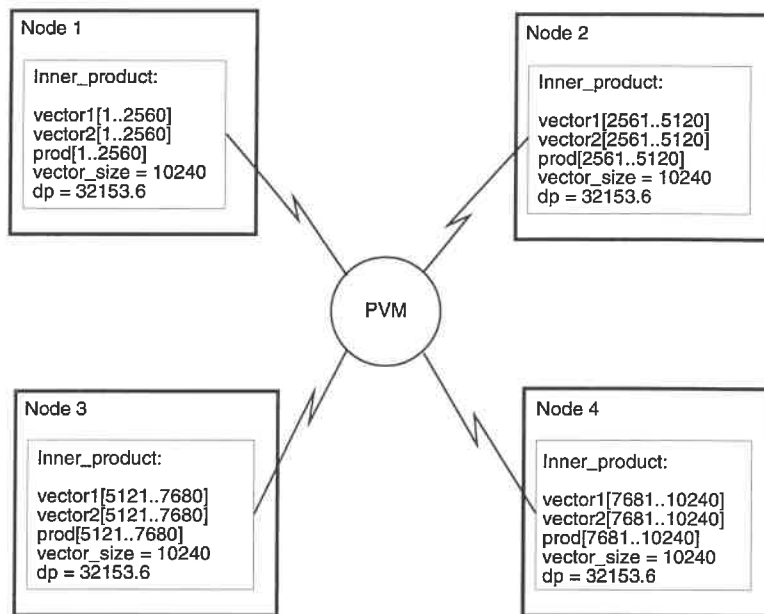 Node 1
Inner_product:
vector1[1..2560]
vector2[1..2560]
prod[1..2560]
vector_size = 10240
dp = 32153.6
Node 2
Inner_product:
vector1[2561..5120]
vector2[2561..5120]
prod[2561..5120]
vector_size = 10240
dp = 32153.6
PVM
Node 3
Inner_product:
vector1[5121..7680]
vector2[5121..7680]
prod[5121..7680]
vector_size = 10240
dp = 32153.6
Node 4
Inner_product:
vector1[7681..10240]
vector2[7681..10240]
prod[7681..10240]
vector_size = 10240
dp = 32153.6